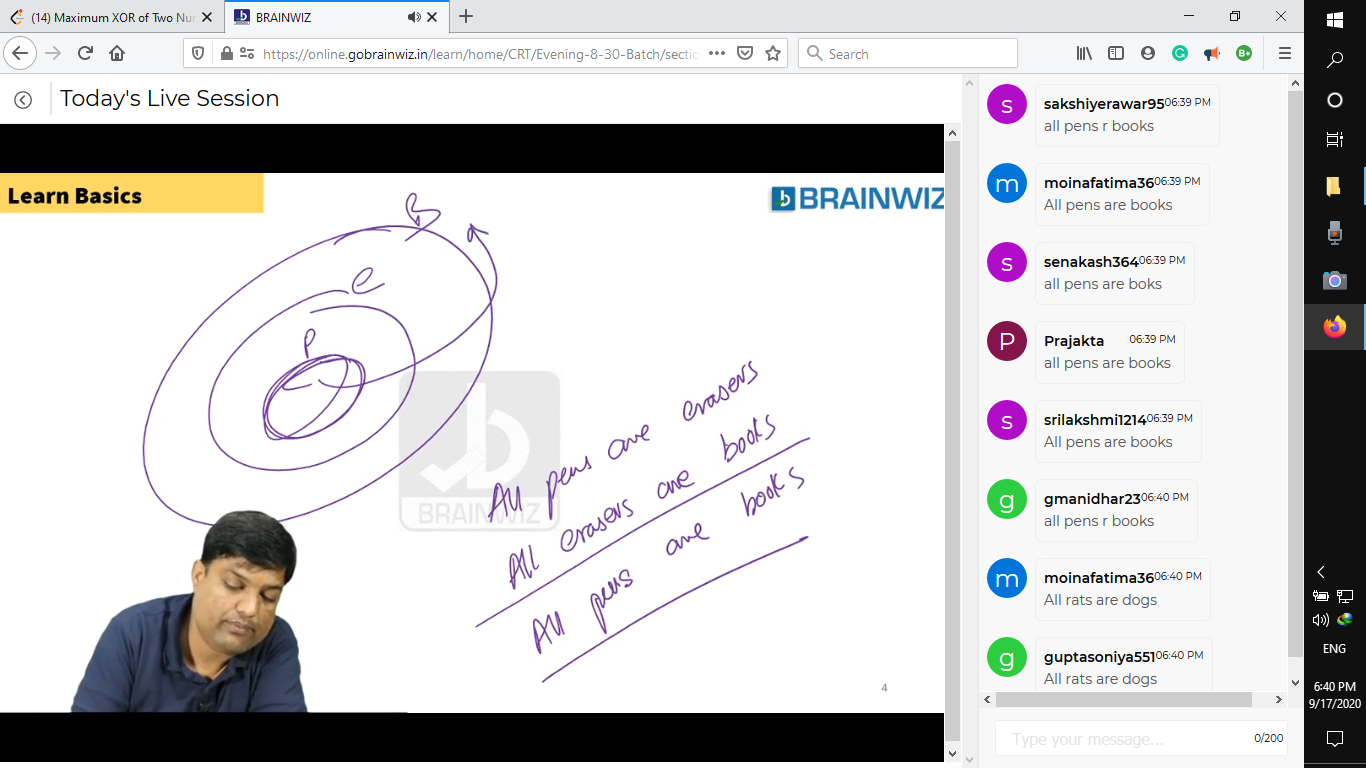 (14) Maximum XOR of Two Nu
BRAINWIZ
https://online.gobrainwiz.in/learn/home/CRT/Evening-8-30-Batch/sectio
Search
Today's Live Session
Learn Basics
BRAINWIZ
B
e
P
BRAINWIZ
All pens are erasers
All erasers are books
All pens are books
4
s
sakshiyerawar95 06:39 PM
all pens r books
m
moinafatima36 06:39 PM
All pens are books
s
senakash364 06:39 PM
all pens are boks
P
Prajakta 06:39 PM
all pens are books
s
srilakshmi1214 06:39 PM
All pens are books
g
gmanidhar23 06:40 PM
all pens r books
m
moinafatima36 06:40 PM
All rats are dogs
g
guptasoniya551 06:40 PM
All rats are dogs
Type your message...
0/200
ENG
6:40 PM
9/17/2020